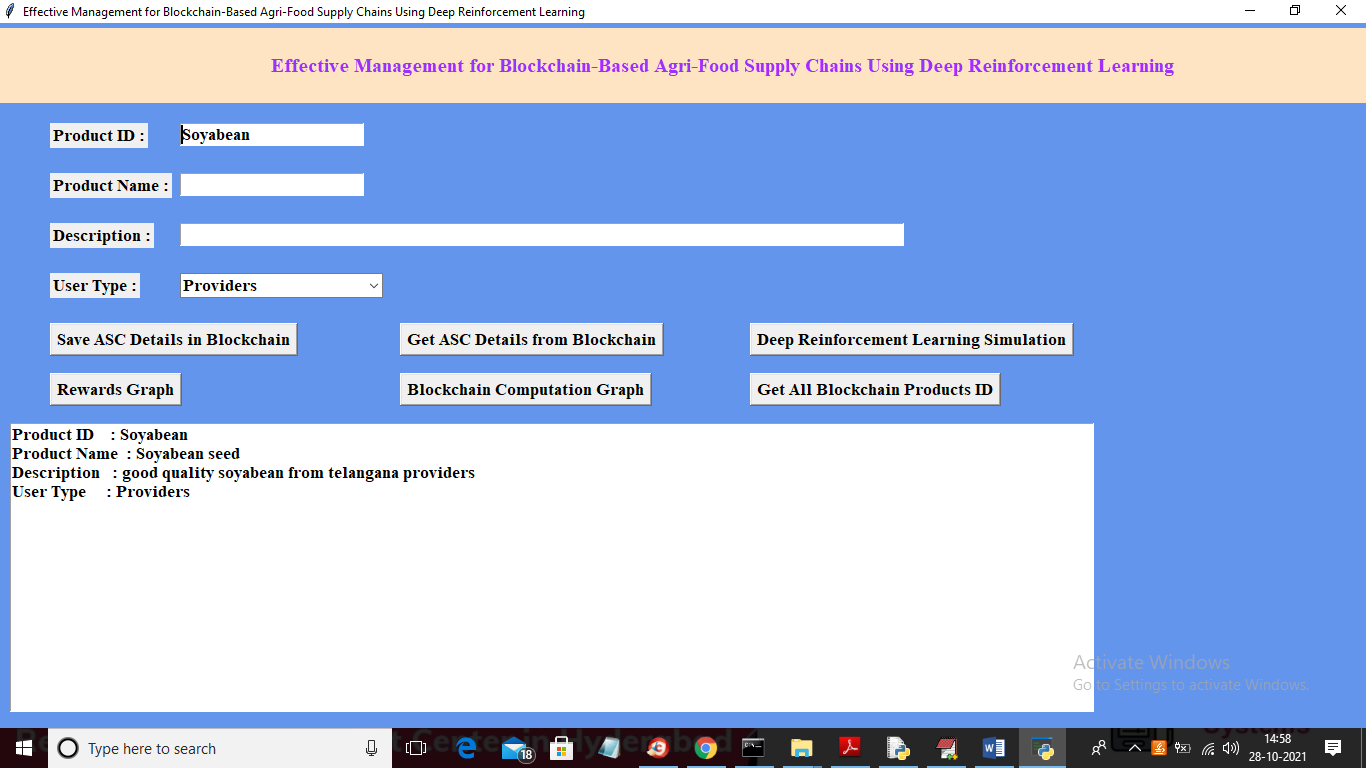 Effective Management for Blockchain-Based Agri-Food Supply Chains Using Deep Reinforcement Learning
Effective Management for Blockchain-Based Agri-Food Supply Chains Using Deep Reinforcement Learning
Product ID : Soyabean
Product Name :
Description :
User Type : Providers
Save ASC Details in Blockchain Get ASC Details from Blockchain Deep Reinforcement Learning Simulation
Rewards Graph Blockchain Computation Graph Get All Blockchain Products ID
Product ID : Soyabean
Product Name : Soyabean seed
Description : good quality soyabean from telangana providers
User Type : Providers
Activate Windows
Go to Settings to activate Windows.
Type here to search
18
14:58
28-10-2021